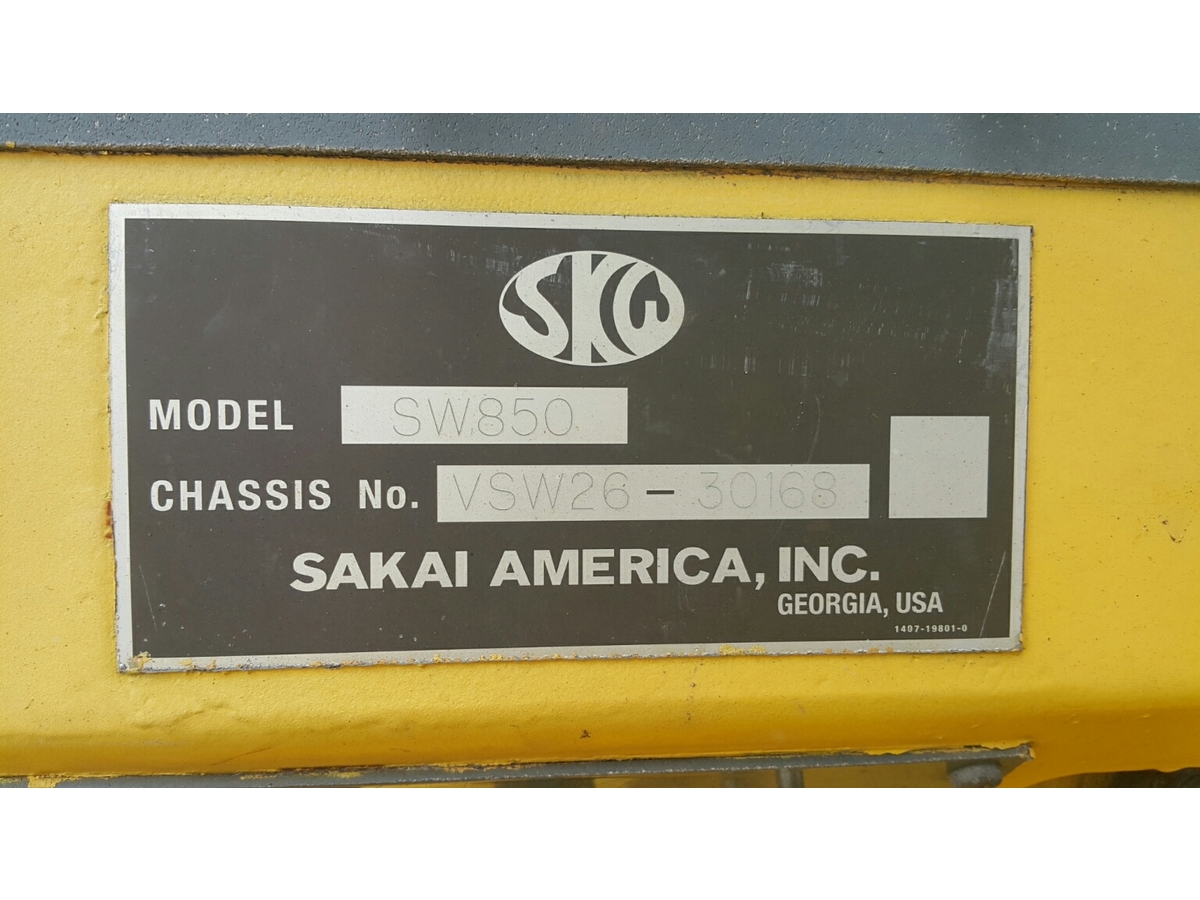 SKW
MODEL SW850
CHASSIS No. VSW26-30168
SAKAI AMERICA, INC.
GEORGIA, USA
1407-19801-0